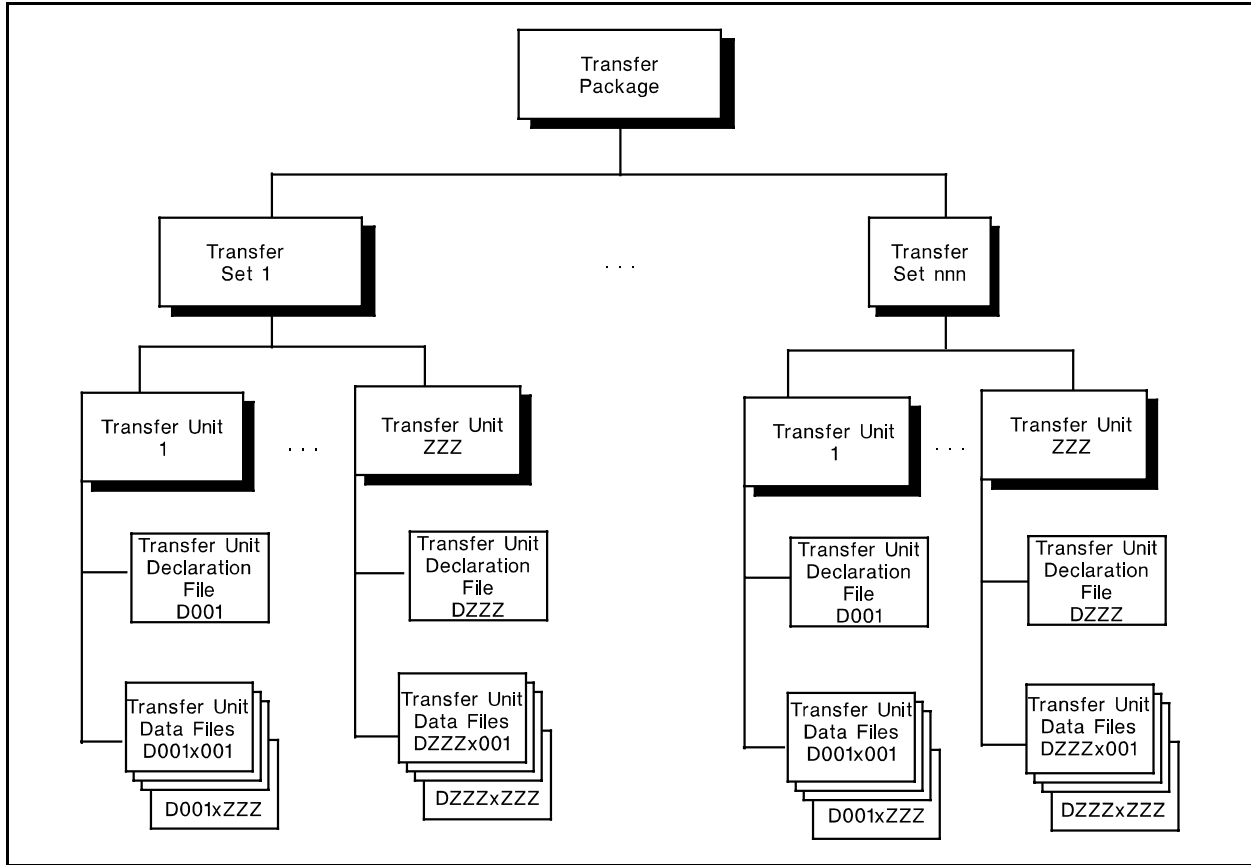 Transfer
Package
Transfer
Set 1
. . .
Transfer
Set nnn
Transfer Unit
1
. . .
Transfer Unit
ZZZ
Transfer Unit
1
. . .
Transfer Unit
ZZZ
Transfer Unit
Declaration
File
D001
Transfer Unit
Declaration
File
DZZZ
Transfer Unit
Declaration
File
D001
Transfer Unit
Declaration
File
DZZZ
Transfer Unit
Data Files
D001x001
D001xZZZ
Transfer Unit
Data Files
DZZZx001
DZZZxZZZ
Transfer Unit
Data Files
D001x001
D001xZZZ
Transfer Unit
Data Files
DZZZx001
DZZZxZZZ